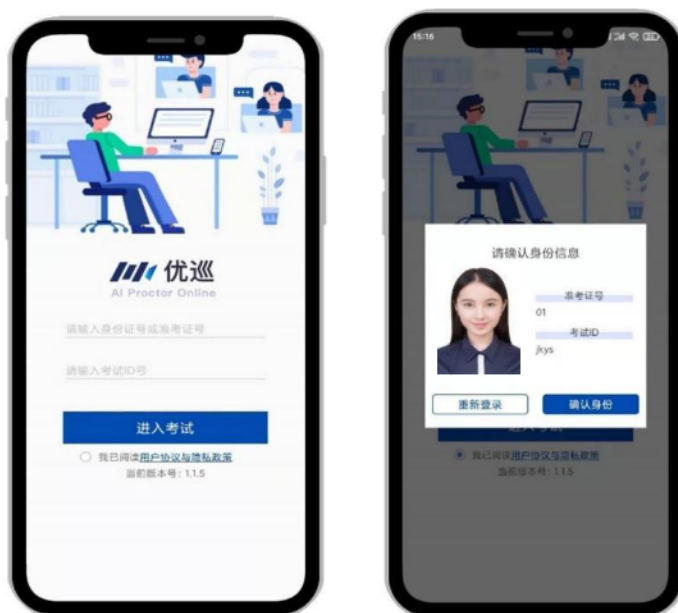 优巡
AI Proctor Online
请输入身份证号或准考证号
请输入考试ID号
进入考试
我已阅读用户协议与隐私政策
当前版本号：1.1.5
15:16
请确认身份信息
准考证号
01
考试ID
jkys
重新登录
确认身份
我已阅读用户协议与隐私政策
当前版本号：1.1.5